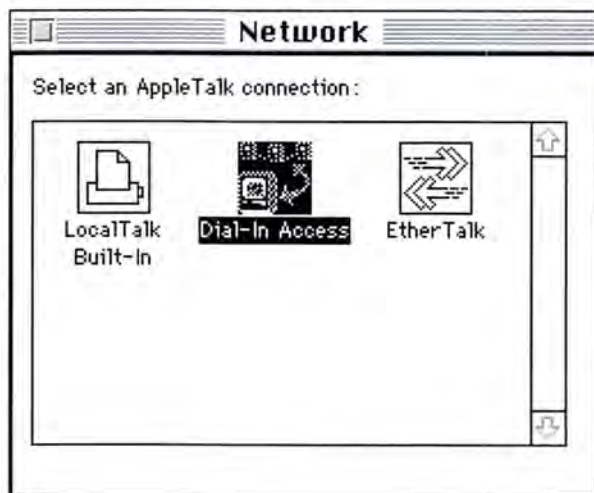 Network
Select an AppleTalk connection:
LocalTalk
Built-In
Dial-In Access
EtherTalk